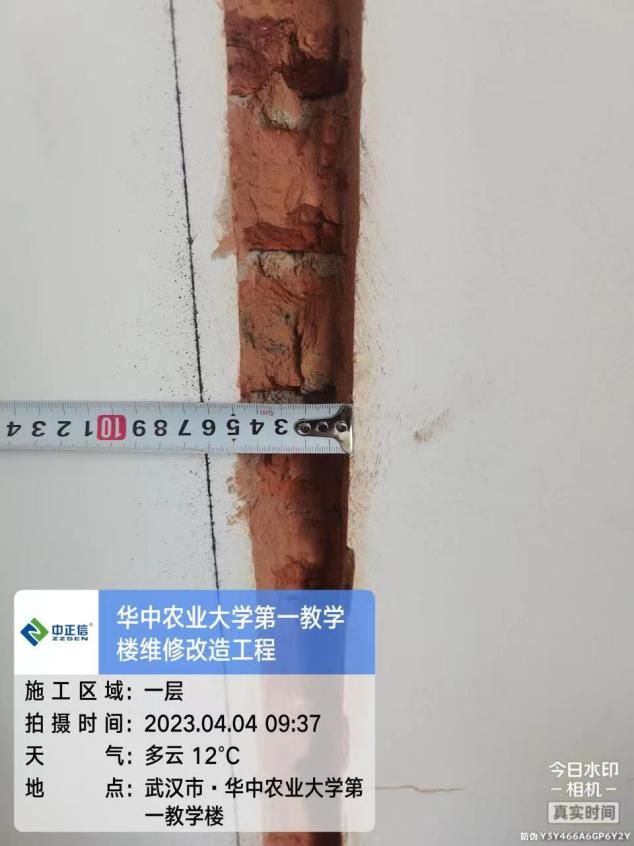 4 3 2 1 10 9 8 7 6 5 4 3
5m
中正信®
ZZSEN
华中农业大学第一教学
楼维修改造工程
施工区域：一层
拍摄时间：2023.04.04 09:37
天气：多云 12℃
地点：武汉市·华中农业大学第
一教学楼
今日水印
相机
真实时间
防伪 Y3Y466A6GP6Y2Y